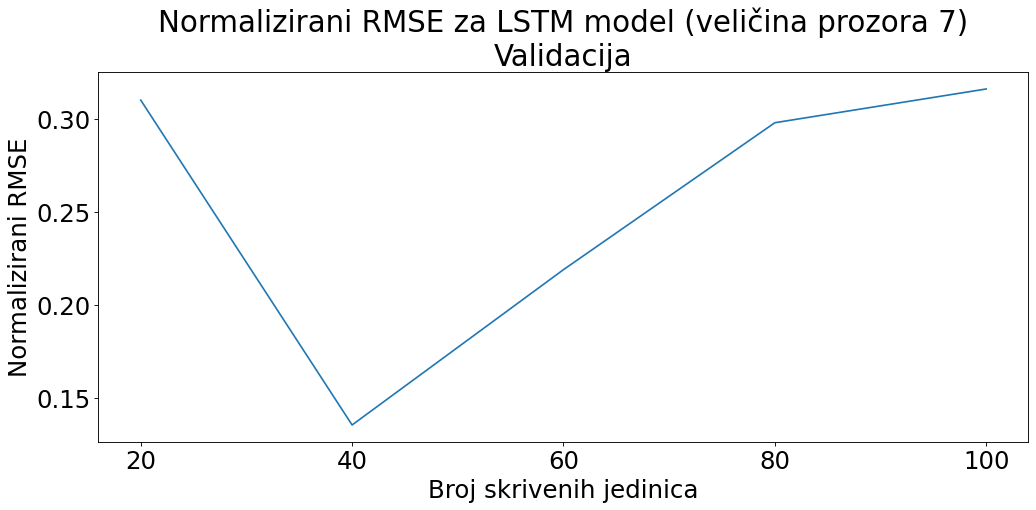 Normalizirani RMSE za LSTM model (veličina prozora 7)
Validacija
Normalizirani RMSE
0.30
0.25
0.20
0.15
20 40 60 80 100
Broj skrivenih jedinica